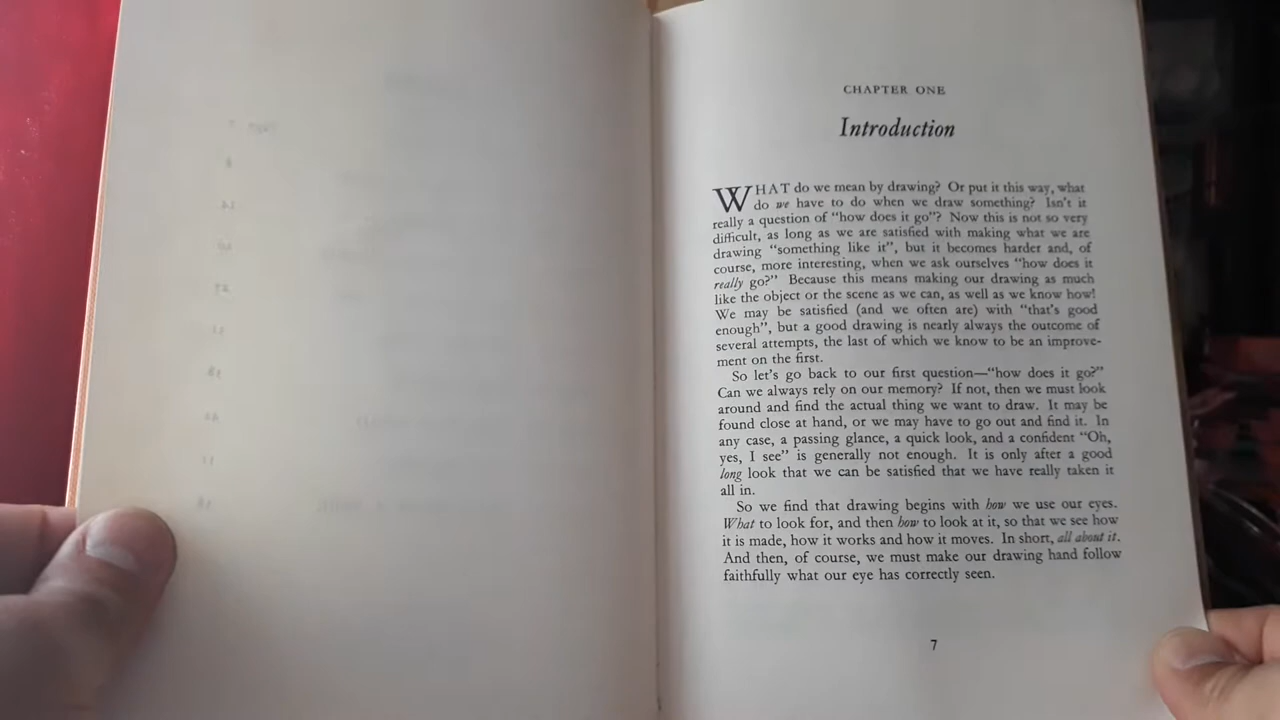 CHAPTER ONE
Introduction
WHAT do we mean by drawing? Or put it this way, what
do we have to do when we draw something? Isn't it
really a question of "how does it go"? Now this is not so very
difficult, as long as we are satisfied with making what we are
drawing "something like it", but it becomes harder and, of
course, more interesting, when we ask ourselves "how does it
really go?" Because this means making our drawing as much
like the object or the scene as we can, as well as we know how!
We may be satisfied (and we often are) with "that's good
enough", but a good drawing is nearly always the outcome of
several attempts, the last of which we know to be an improve-
ment on the first.
So let's go back to our first question—"how does it go?"
Can we always rely on our memory? If not, then we must look
around and find the actual thing we want to draw. It may be
found close at hand, or we may have to go out and find it. In
any case, a passing glance, a quick look, and a confident "Oh,
yes, I see" is generally not enough. It is only after a good
long look that we can be satisfied that we have really taken it
all in.
So we find that drawing begins with how we use our eyes.
What to look for, and then how to look at it, so that we see how
it is made, how it works and how it moves. In short, all about it.
And then, of course, we must make our drawing hand follow
faithfully what our eye has correctly seen.
7